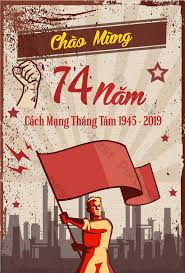 Chào Mừng
74 Năm
Cách Mạng Tháng Tám 1945 - 2019